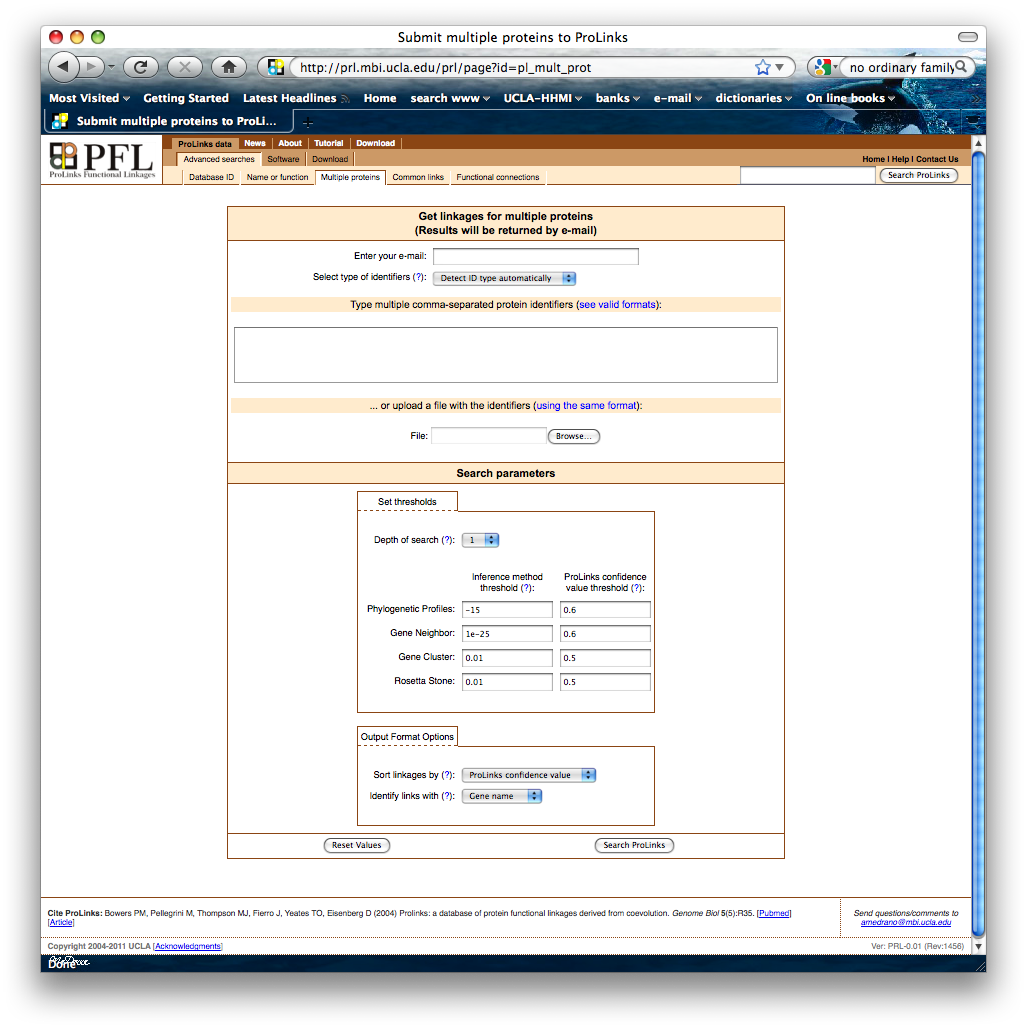 Submit multiple proteins to ProLinks
http://prl.mbi.ucla.edu/prl/page?id=pl_mult_prot
no ordinary family
Most Visited Getting Started Latest Headlines Home search www UCLA-HHMI banks e-mail dictionaries On line books
Submit multiple proteins to ProLi...
PFL
ProLinks Functional Linkages
ProLinks data News About Tutorial Download
Advanced searches Software Download
Home | Help | Contact Us
Database ID Name or function Multiple proteins Common links Functional connections
Search ProLinks
Get linkages for multiple proteins
(Results will be returned by e-mail)
Enter your e-mail:
Select type of identifiers (?): Detect ID type automatically
Type multiple comma-separated protein identifiers (see valid formats):
... or upload a file with the identifiers (using the same format):
File: Browse...
Search parameters
Set thresholds
Depth of search (?): 1
Inference method threshold (?):
ProLinks confidence value threshold (?):
Phylogenetic Profiles: -15 0.6
Gene Neighbor: 1e-25 0.6
Gene Cluster: 0.01 0.5
Rosetta Stone: 0.01 0.5
Output Format Options
Sort linkages by (?): ProLinks confidence value
Identify links with (?): Gene name
Reset Values Search ProLinks
Cite ProLinks: Bowers PM, Pellegrini M, Thompson MJ, Fierro J, Yeates TO, Eisenberg D (2004) Prolinks: a database of protein functional linkages derived from coevolution. Genome Biol 5(5):R35. [Pubmed]
[Article]
Send questions/comments to
amedrano@mbi.ucla.edu
Copyright 2004-2011 UCLA [Acknowledgments]
Ver: PRL-0.01 (Rev:1456)
Done